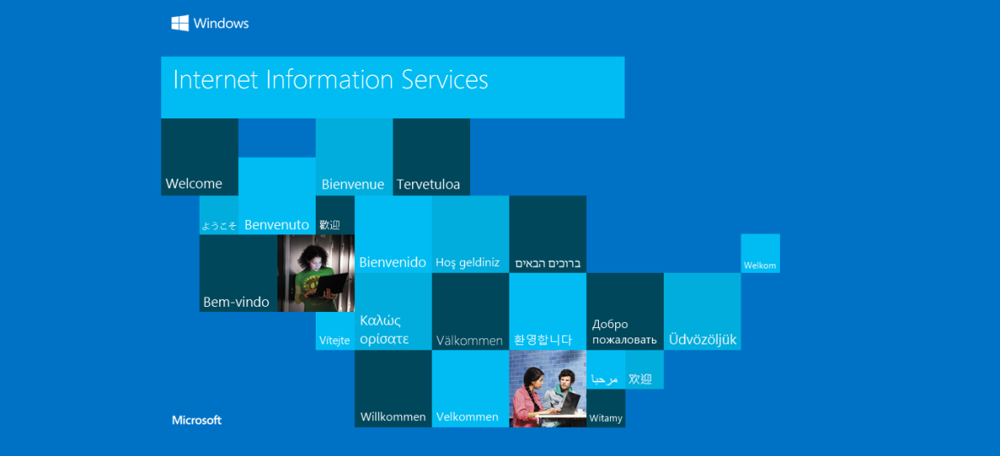 Windows
Internet Information Services
Welcome
Bienvenue
Tervetuloa
ようこそ
Benvenuto
歡迎
Bienvenido
Hoş geldiniz
ברוכים הבאים
Welkom
Bem-vindo
Vítejte
Καλώς
ορίσατε
Välkommen
환영합니다
Добро
пожаловать
Üdvözöljük
مرحبا
欢迎
Willkommen
Velkommen
Witamy
Microsoft